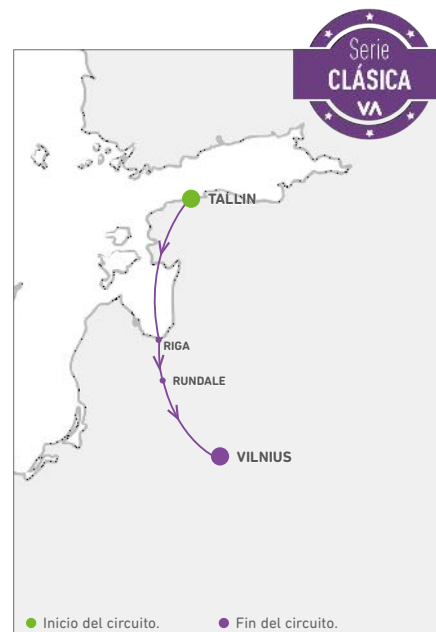 Serie
CLÁSICA
VA
TALLIN
RIGA
RUNDALE
VILNIUS
Inicio del circuito.
Fin del circuito.